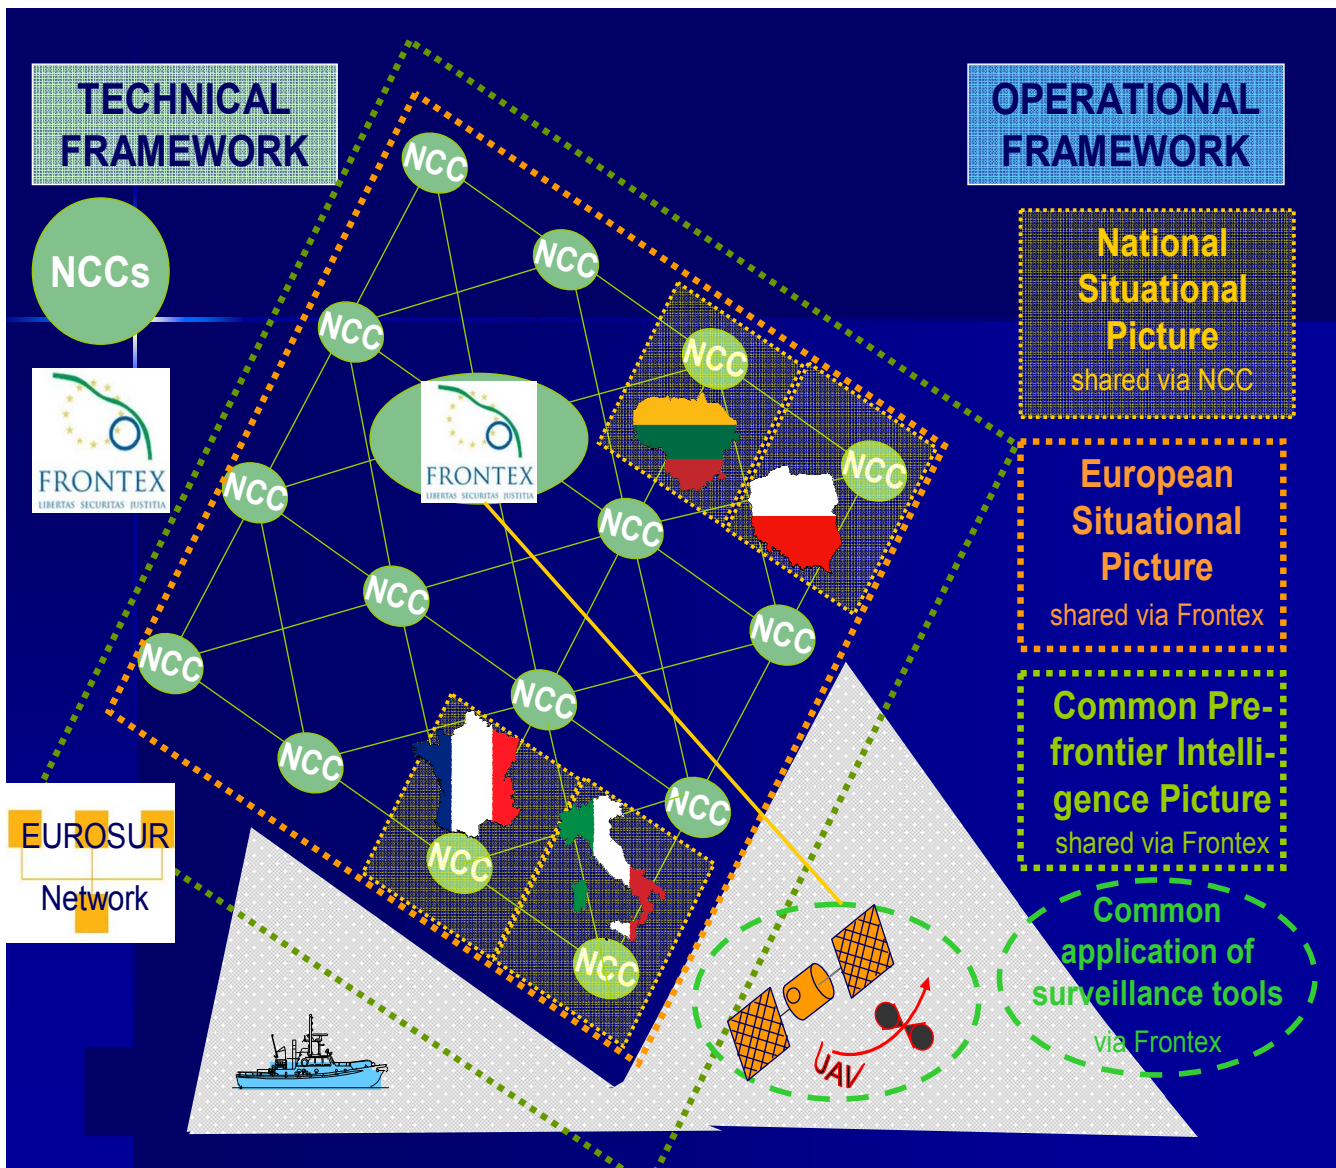 TECHNICAL
FRAMEWORK
NCCs
FRONTEX
LIBERTAS SECURITAS JUSTITIA
EUROSUR
Network
NCC
NCC
NCC
NCC
FRONTEX
LIBERTAS SECURITAS JUSTITIA
NCC
NCC
NCC
NCC
NCC
NCC
NCC
NCC
NCC
NCC
NCC
UAV
OPERATIONAL
FRAMEWORK
National
Situational
Picture
shared via NCC
European
Situational
Picture
shared via Frontex
Common Pre-
frontier Intelli-
gence Picture
shared via Frontex
Common
application of
surveillance tools
via Frontex